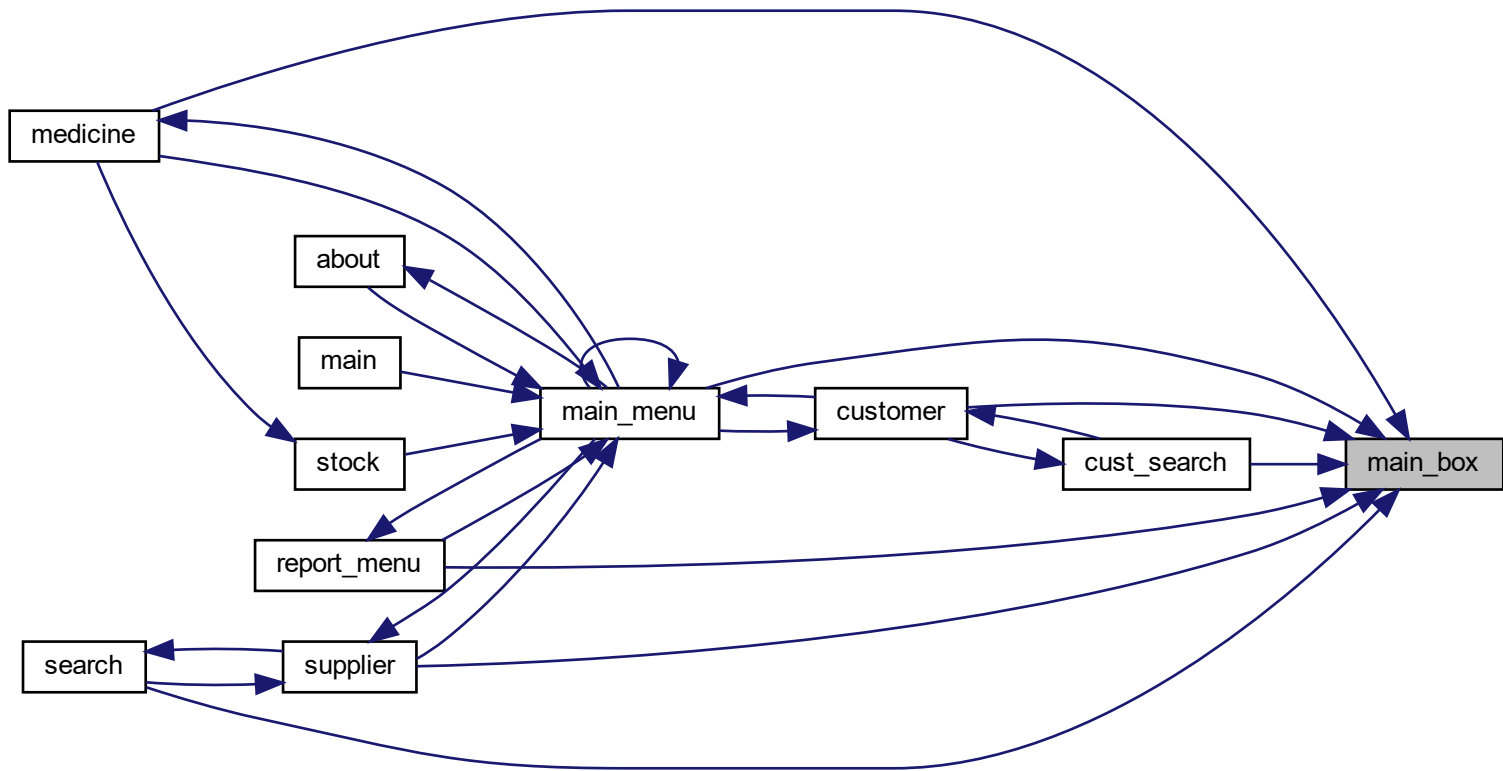 medicine
about
main
main_menu
customer
stock
cust_search
main_box
report_menu
search
supplier